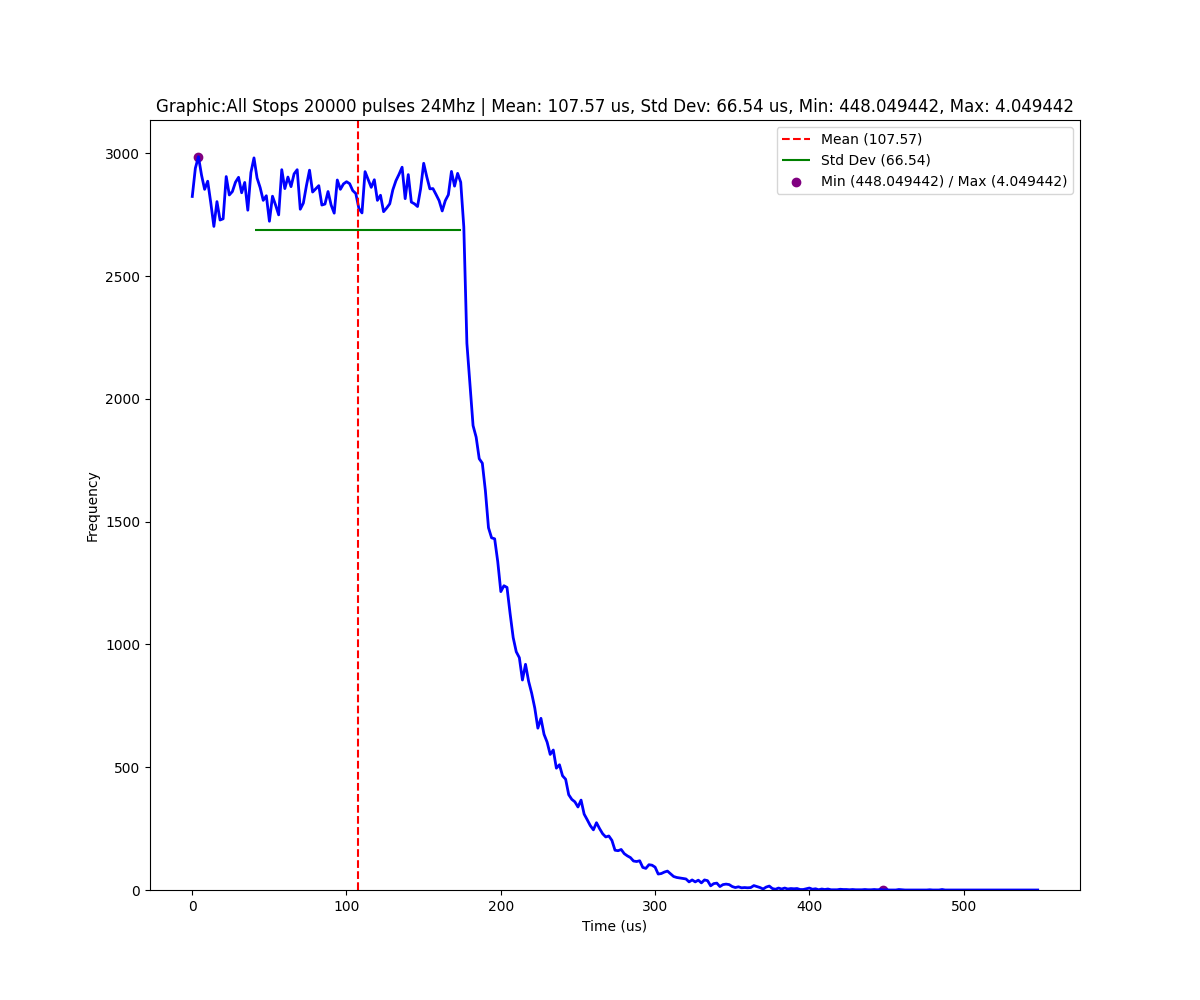 Graphic:All Stops 20000 pulses 24Mhz | Mean: 107.57 us, Std Dev: 66.54 us, Min: 448.049442, Max: 4.049442
Mean (107.57)
Std Dev (66.54)
Min (448.049442) / Max (4.049442)
3000
2500
2000
1500
1000
500
0
Frequency
0 100 200 300 400 500
Time (us)